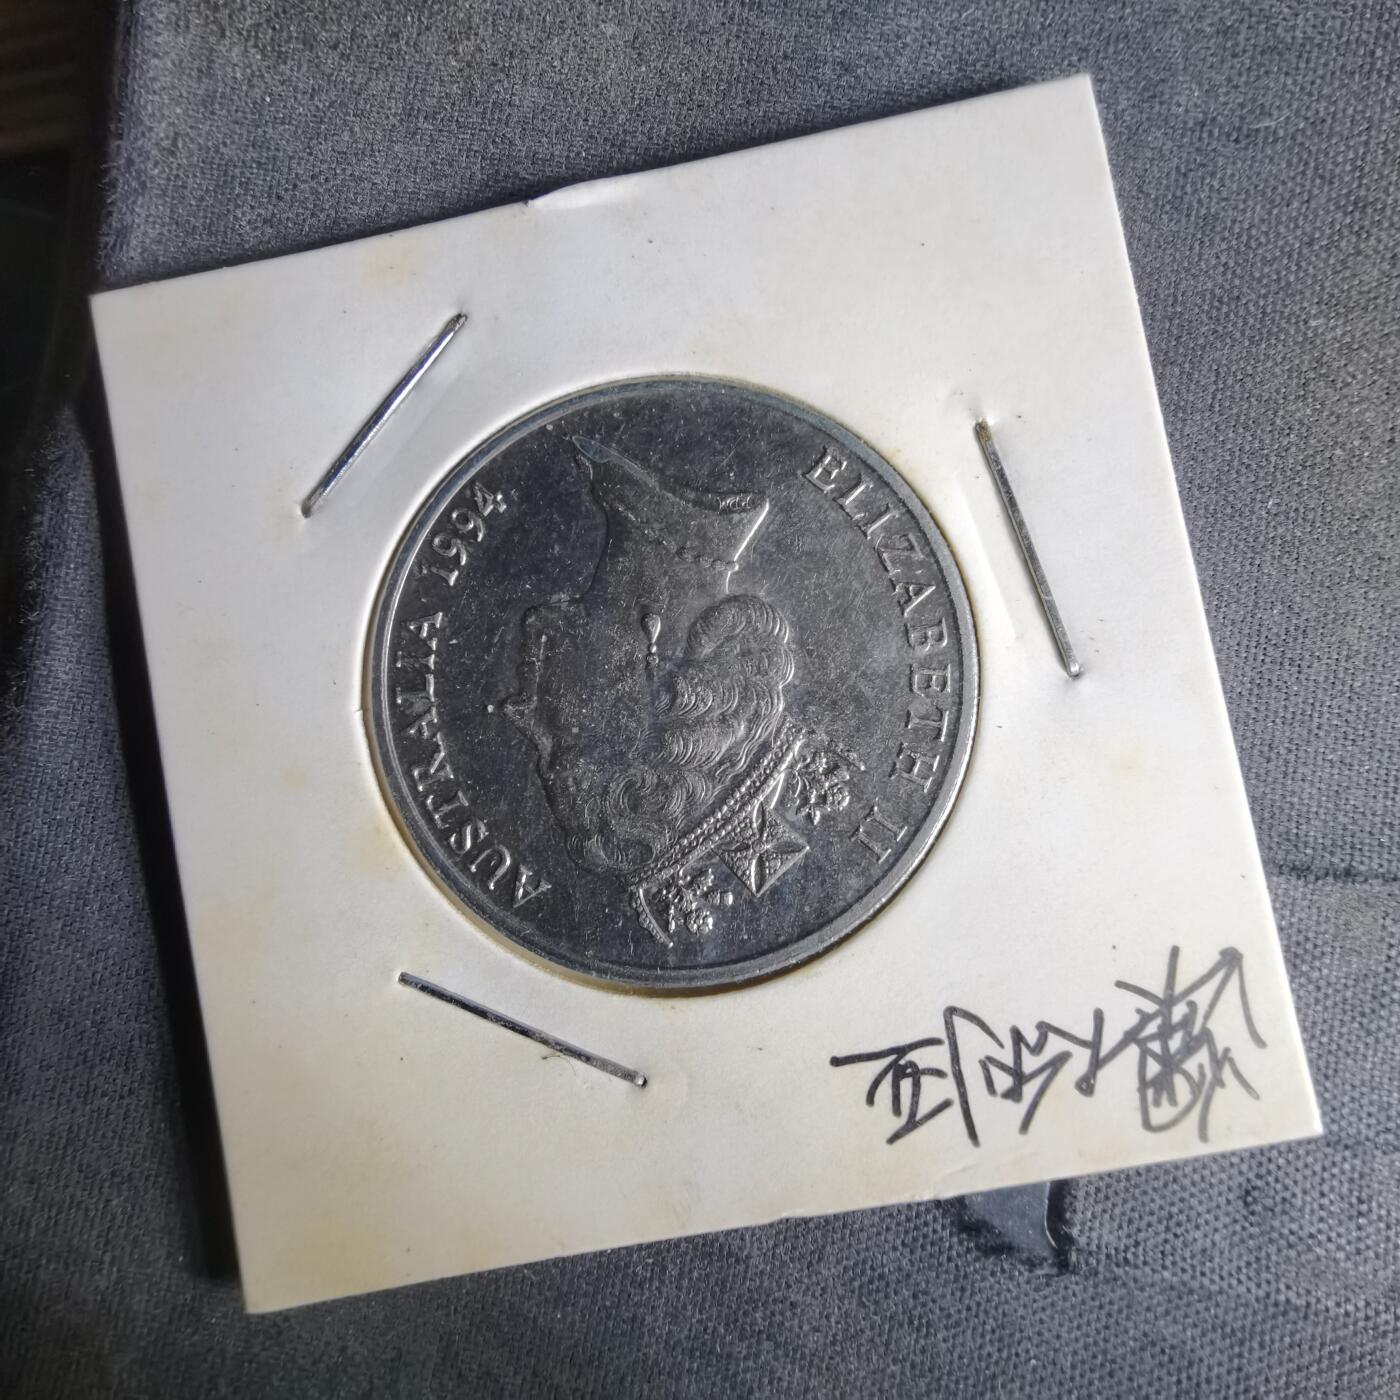 ELIZABETH II
AUSTRALIA 1994
澳大利亚